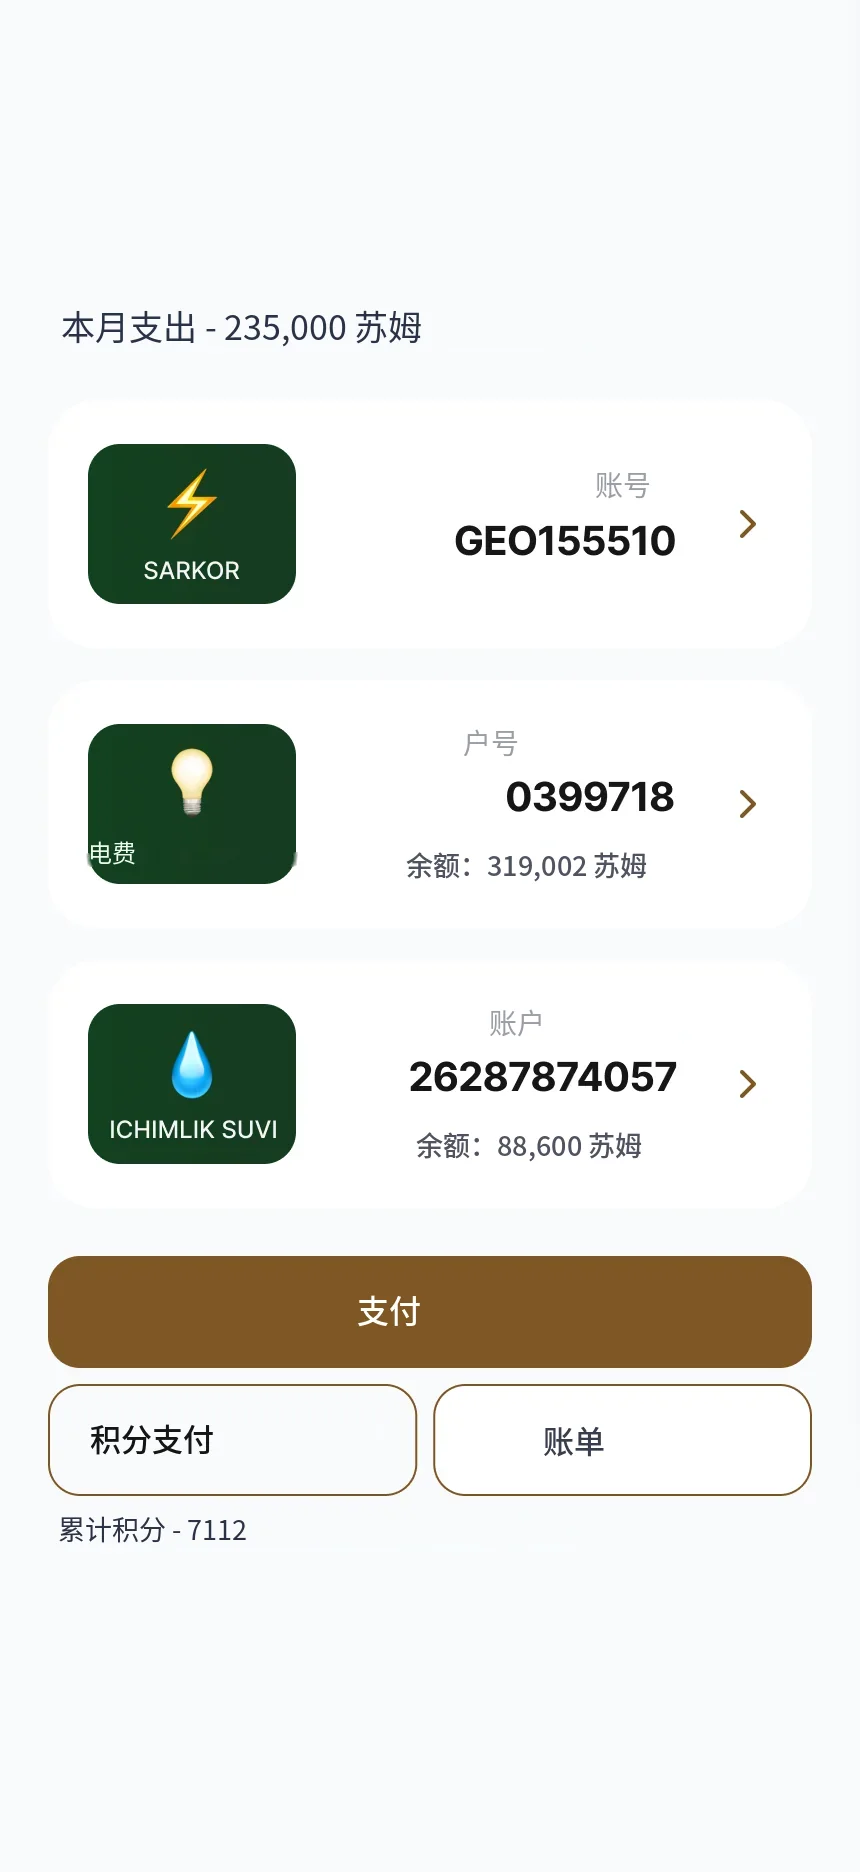 本月支出 - 235,000 苏姆
账号
GEO155510
SARKOR
户号
0399718
电费
余额：319,002 苏姆
账户
26287874057
ICHIMLIK SUVI
余额：88,600 苏姆
支付
积分支付
账单
累计积分 - 7112